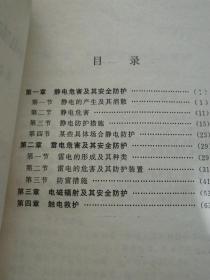 目 录
第一章 静电危害及其安全防护 ……………(1
第一节 静电的产生及其消散 ……………(1
第二节 静电危害 ……………(11
第三节 静电防护措施 ……………(15
第四节 某些具体场合静电防护 ……………(25
第二章 雷电危害及其安全防护 ……………(29
第一节 雷电的形成及其种类 ……………(29
第二节 雷电的危害及其防护装置 ……………(31
第三节 防雷措施 ……………(4
第三章 电磁辐射及其安全防护 ……………(5
第四章 触电救护 ……………(6